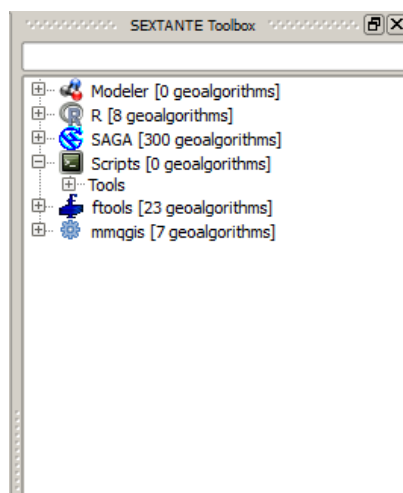 SEXTANTE Toolbox
Modeler [0 geoalgorithms]
R [8 geoalgorithms]
SAGA [300 geoalgorithms]
Scripts [0 geoalgorithms]
Tools
ftools [23 geoalgorithms]
mmqgis [7 geoalgorithms]